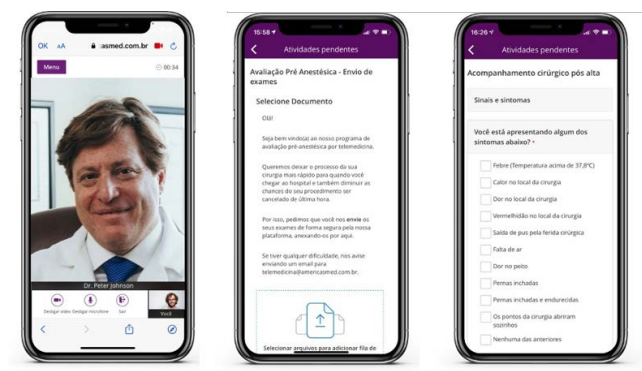 OK AA :asmed.com.br
Menu
00:34
Dr. Peter Johnson
Desligar vídeo
Desligar microfone
Sair
Você
15:58
Atividades pendentes
Avaliação Pré Anestésica - Envio de
exames
Selecione Documento
Olá!
Seja bem vindo(a) ao nosso programa de
avaliação pré-anestésica por telemedicina.
Queremos deixar o processo da sua
cirurgia mais rápido para quando você
chegar ao hospital e também diminuir as
chances do seu procedimento ser
cancelado de última hora.
Por isso, pedimos que você nos envie os
seus exames de forma segura pela nossa
plataforma, anexando-os por aqui.
Se tiver qualquer dificuldade, nos avise
enviando um email para
telemedicina@americasmed.com.br.
Selecionar arquivos para adicionar fila de
16:26
Atividades pendentes
Acompanhamento cirúrgico pós alta
Sinais e sintomas
Você está apresentando algum dos
sintomas abaixo? *
Febre (Temperatura acima de 37,8ºC)
Calor no local da cirurgia
Dor no local da cirurgia
Vermelhidão no local da cirurgia
Saída de pus pela ferida cirúrgica
Falta de ar
Dor no peito
Pernas inchadas
Pernas inchadas e endurecidas
Os pontos da cirurgia abriram
sozinhos
Nenhuma das anteriores